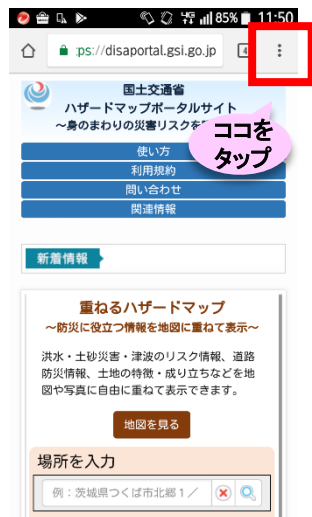 85% 11:50
ps://disaportal.gsi.go.jp 4
国土交通省
ハザードマップポータルサイト
～身のまわりの災害リスクを
ココを
タップ
使い方
利用規約
問い合わせ
関連情報
新着情報
重ねるハザードマップ
～防災に役立つ情報を地図に重ねて表示～
洪水・土砂災害・津波のリスク情報、道路
防災情報、土地の特徴・成り立ちなどを地
図や写真に自由に重ねて表示できます。
地図を見る
場所を入力
例：茨城県つくば市北郷１／